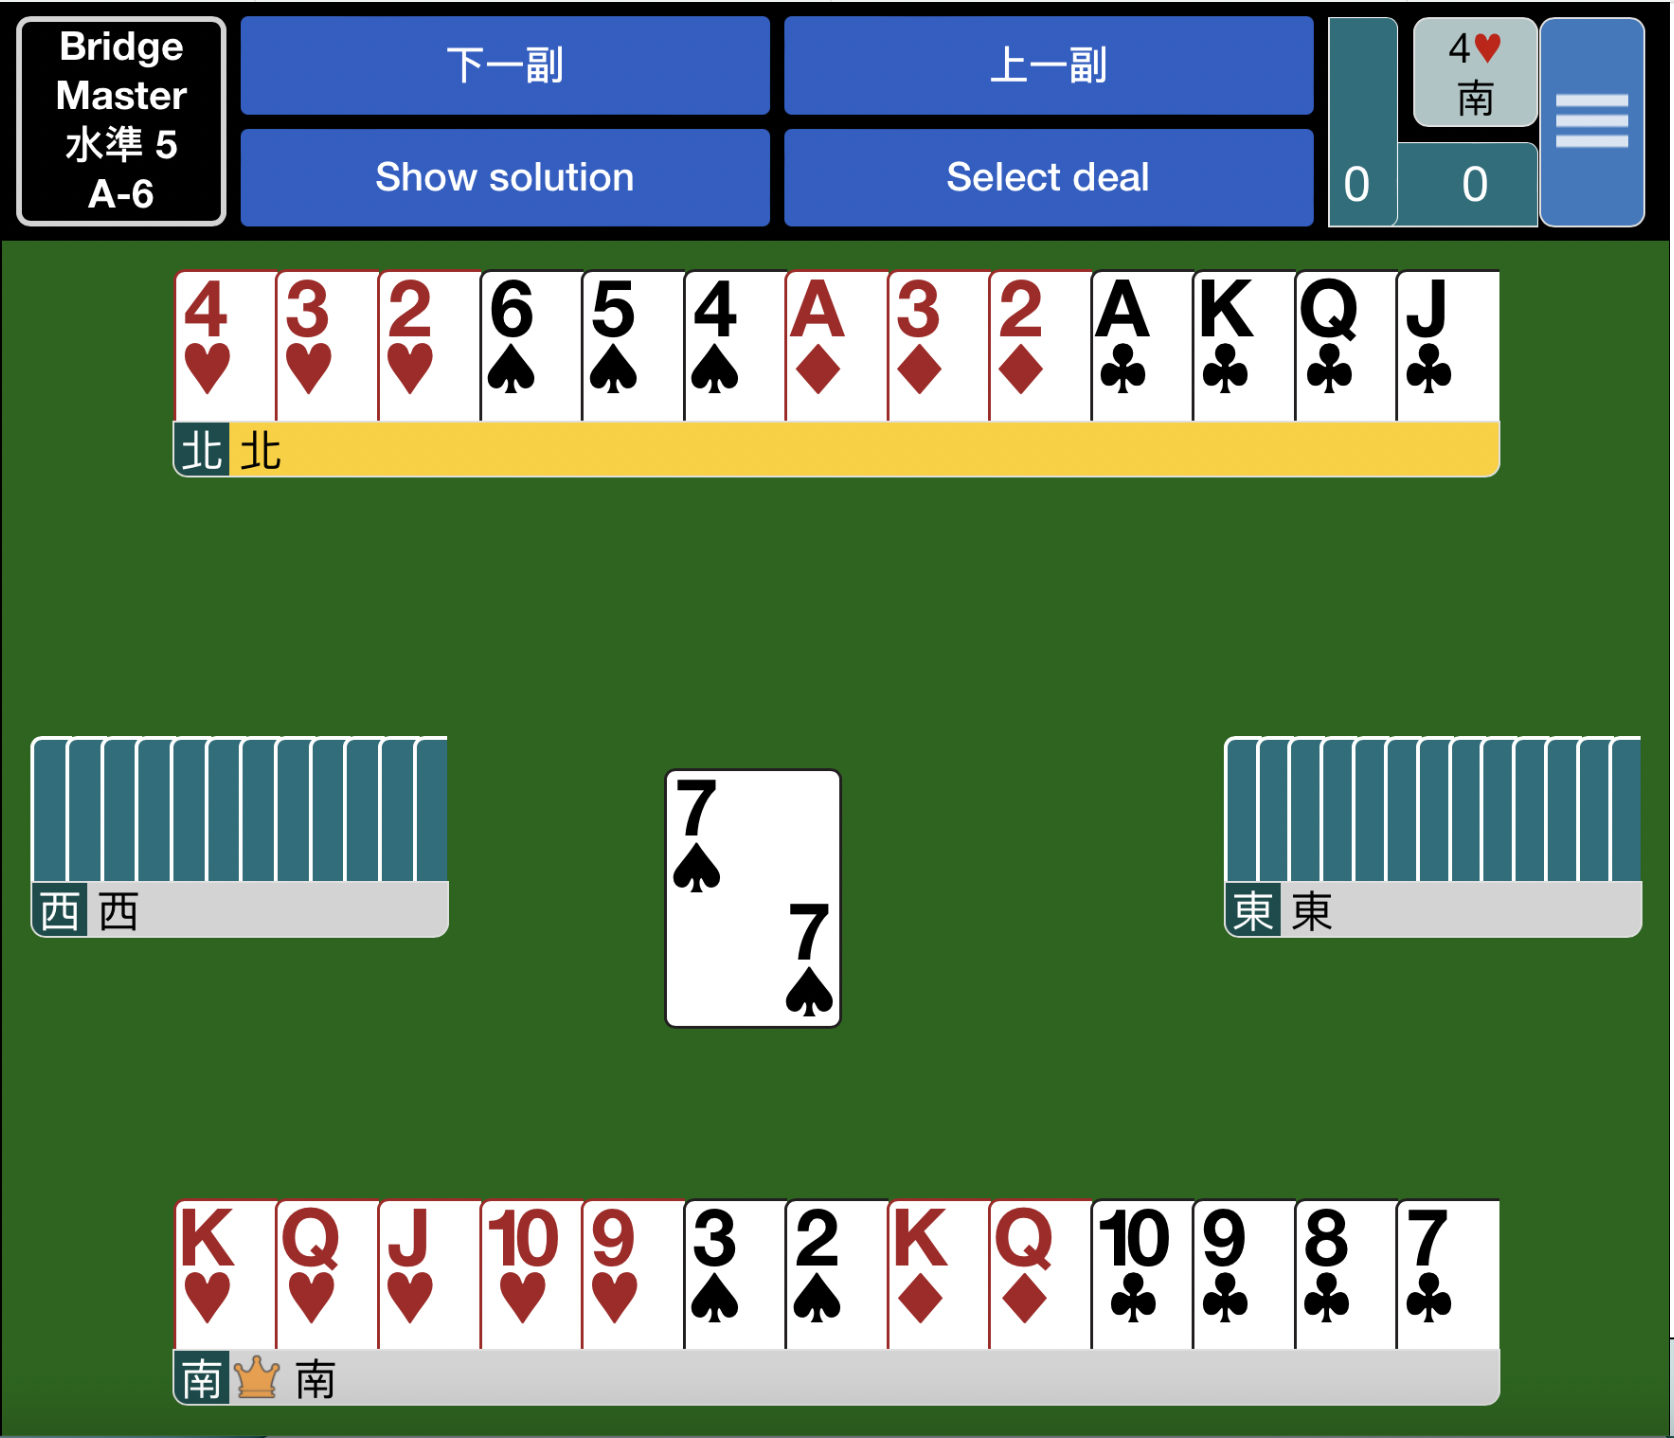 Bridge
Master
水準 5
A-6
下一副
上一副
Show solution
Select deal
4♥
南
0
0
4♥ 3♥ 2♥ 6♠ 5♠ 4♠ A♦ 3♦ 2♦ A♣ K♣ Q♣ J♣
北 北
7♠
7♠
西 西
東 東
K♥ Q♥ J♥ 10♥ 9♥ 3♠ 2♠ K♦ Q♦ 10♣ 9♣ 8♣ 7♣
南 南